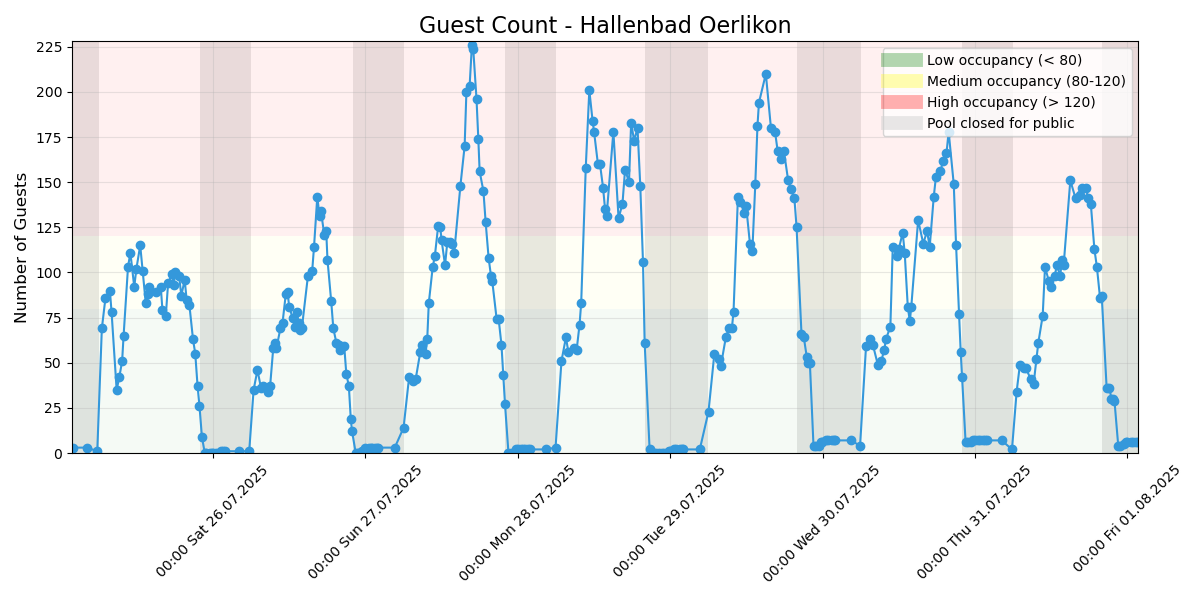 Guest Count - Hallenbad Oerlikon
Number of Guests
225
200
175
150
125
100
75
50
25
0
Low occupancy (< 80)
Medium occupancy (80-120)
High occupancy (> 120)
Pool closed for public
00:00 Sat 26.07.2025
00:00 Sun 27.07.2025
00:00 Mon 28.07.2025
00:00 Tue 29.07.2025
00:00 Wed 30.07.2025
00:00 Thu 31.07.2025
00:00 Fri 01.08.2025